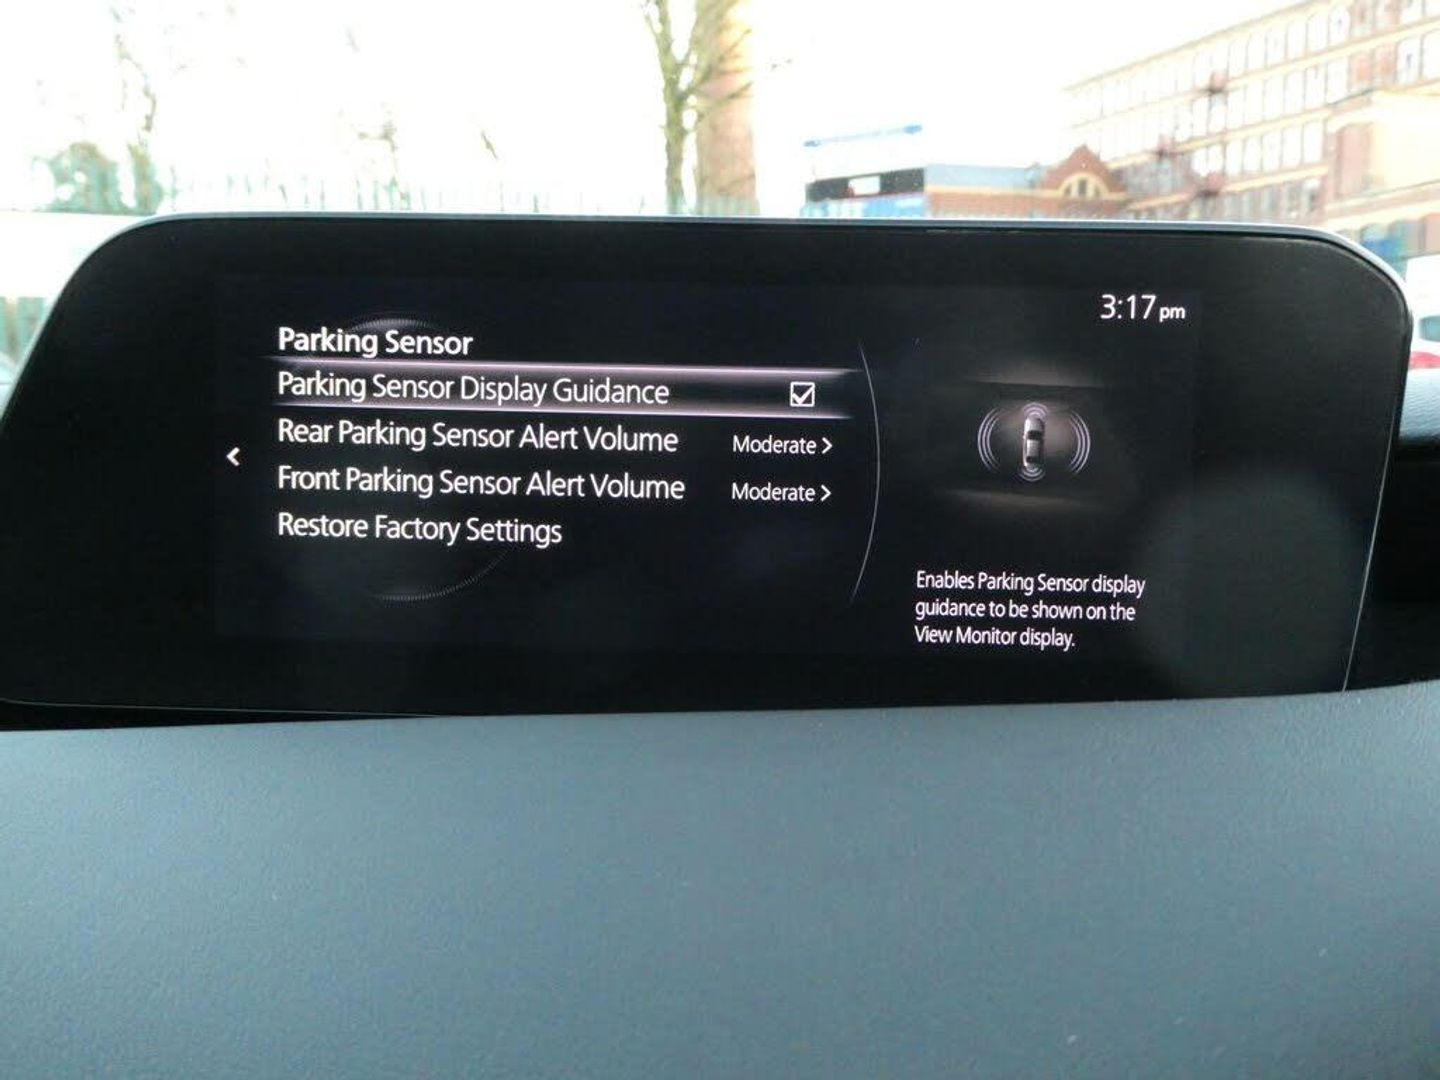 3:17 pm
Parking Sensor
Parking Sensor Display Guidance
Rear Parking Sensor Alert Volume Moderate >
Front Parking Sensor Alert Volume Moderate >
Restore Factory Settings
Enables Parking Sensor display
guidance to be shown on the
View Monitor display.